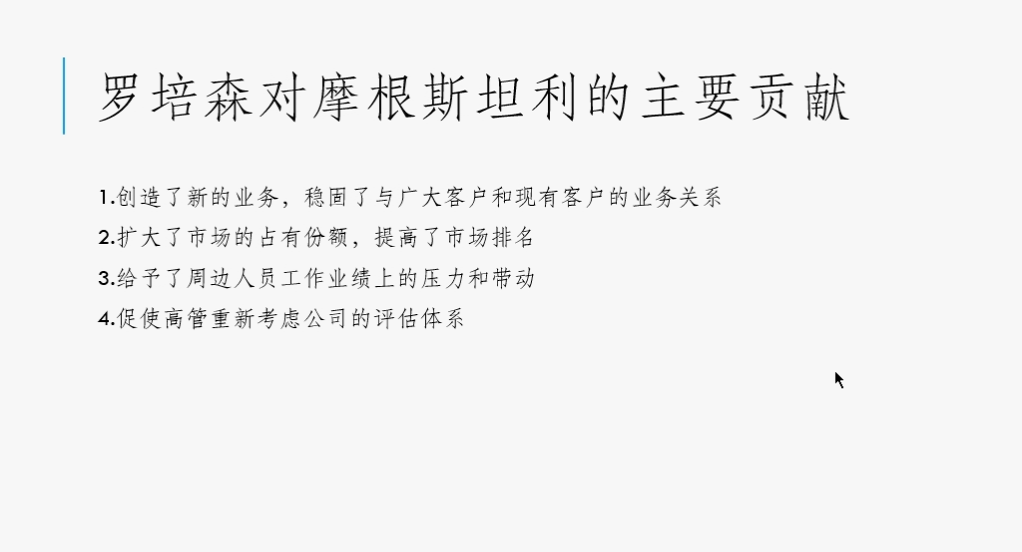 罗培森对摩根斯坦利的主要贡献
1.创造了新的业务，稳固了与广大客户和现有客户的业务关系
2.扩大了市场的占有份额，提高了市场排名
3.给予了周边人员工作业绩上的压力和带动
4.促使高管重新考虑公司的评估体系